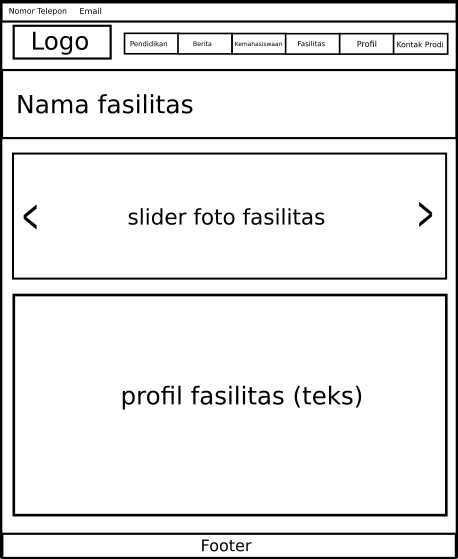 Nomor Telepon Email
Logo
Pendidikan Berita Kemahasiswaan Fasilitas Profil Kontak Prodi
Nama fasilitas
< slider foto fasilitas >
profil fasilitas (teks)
Footer